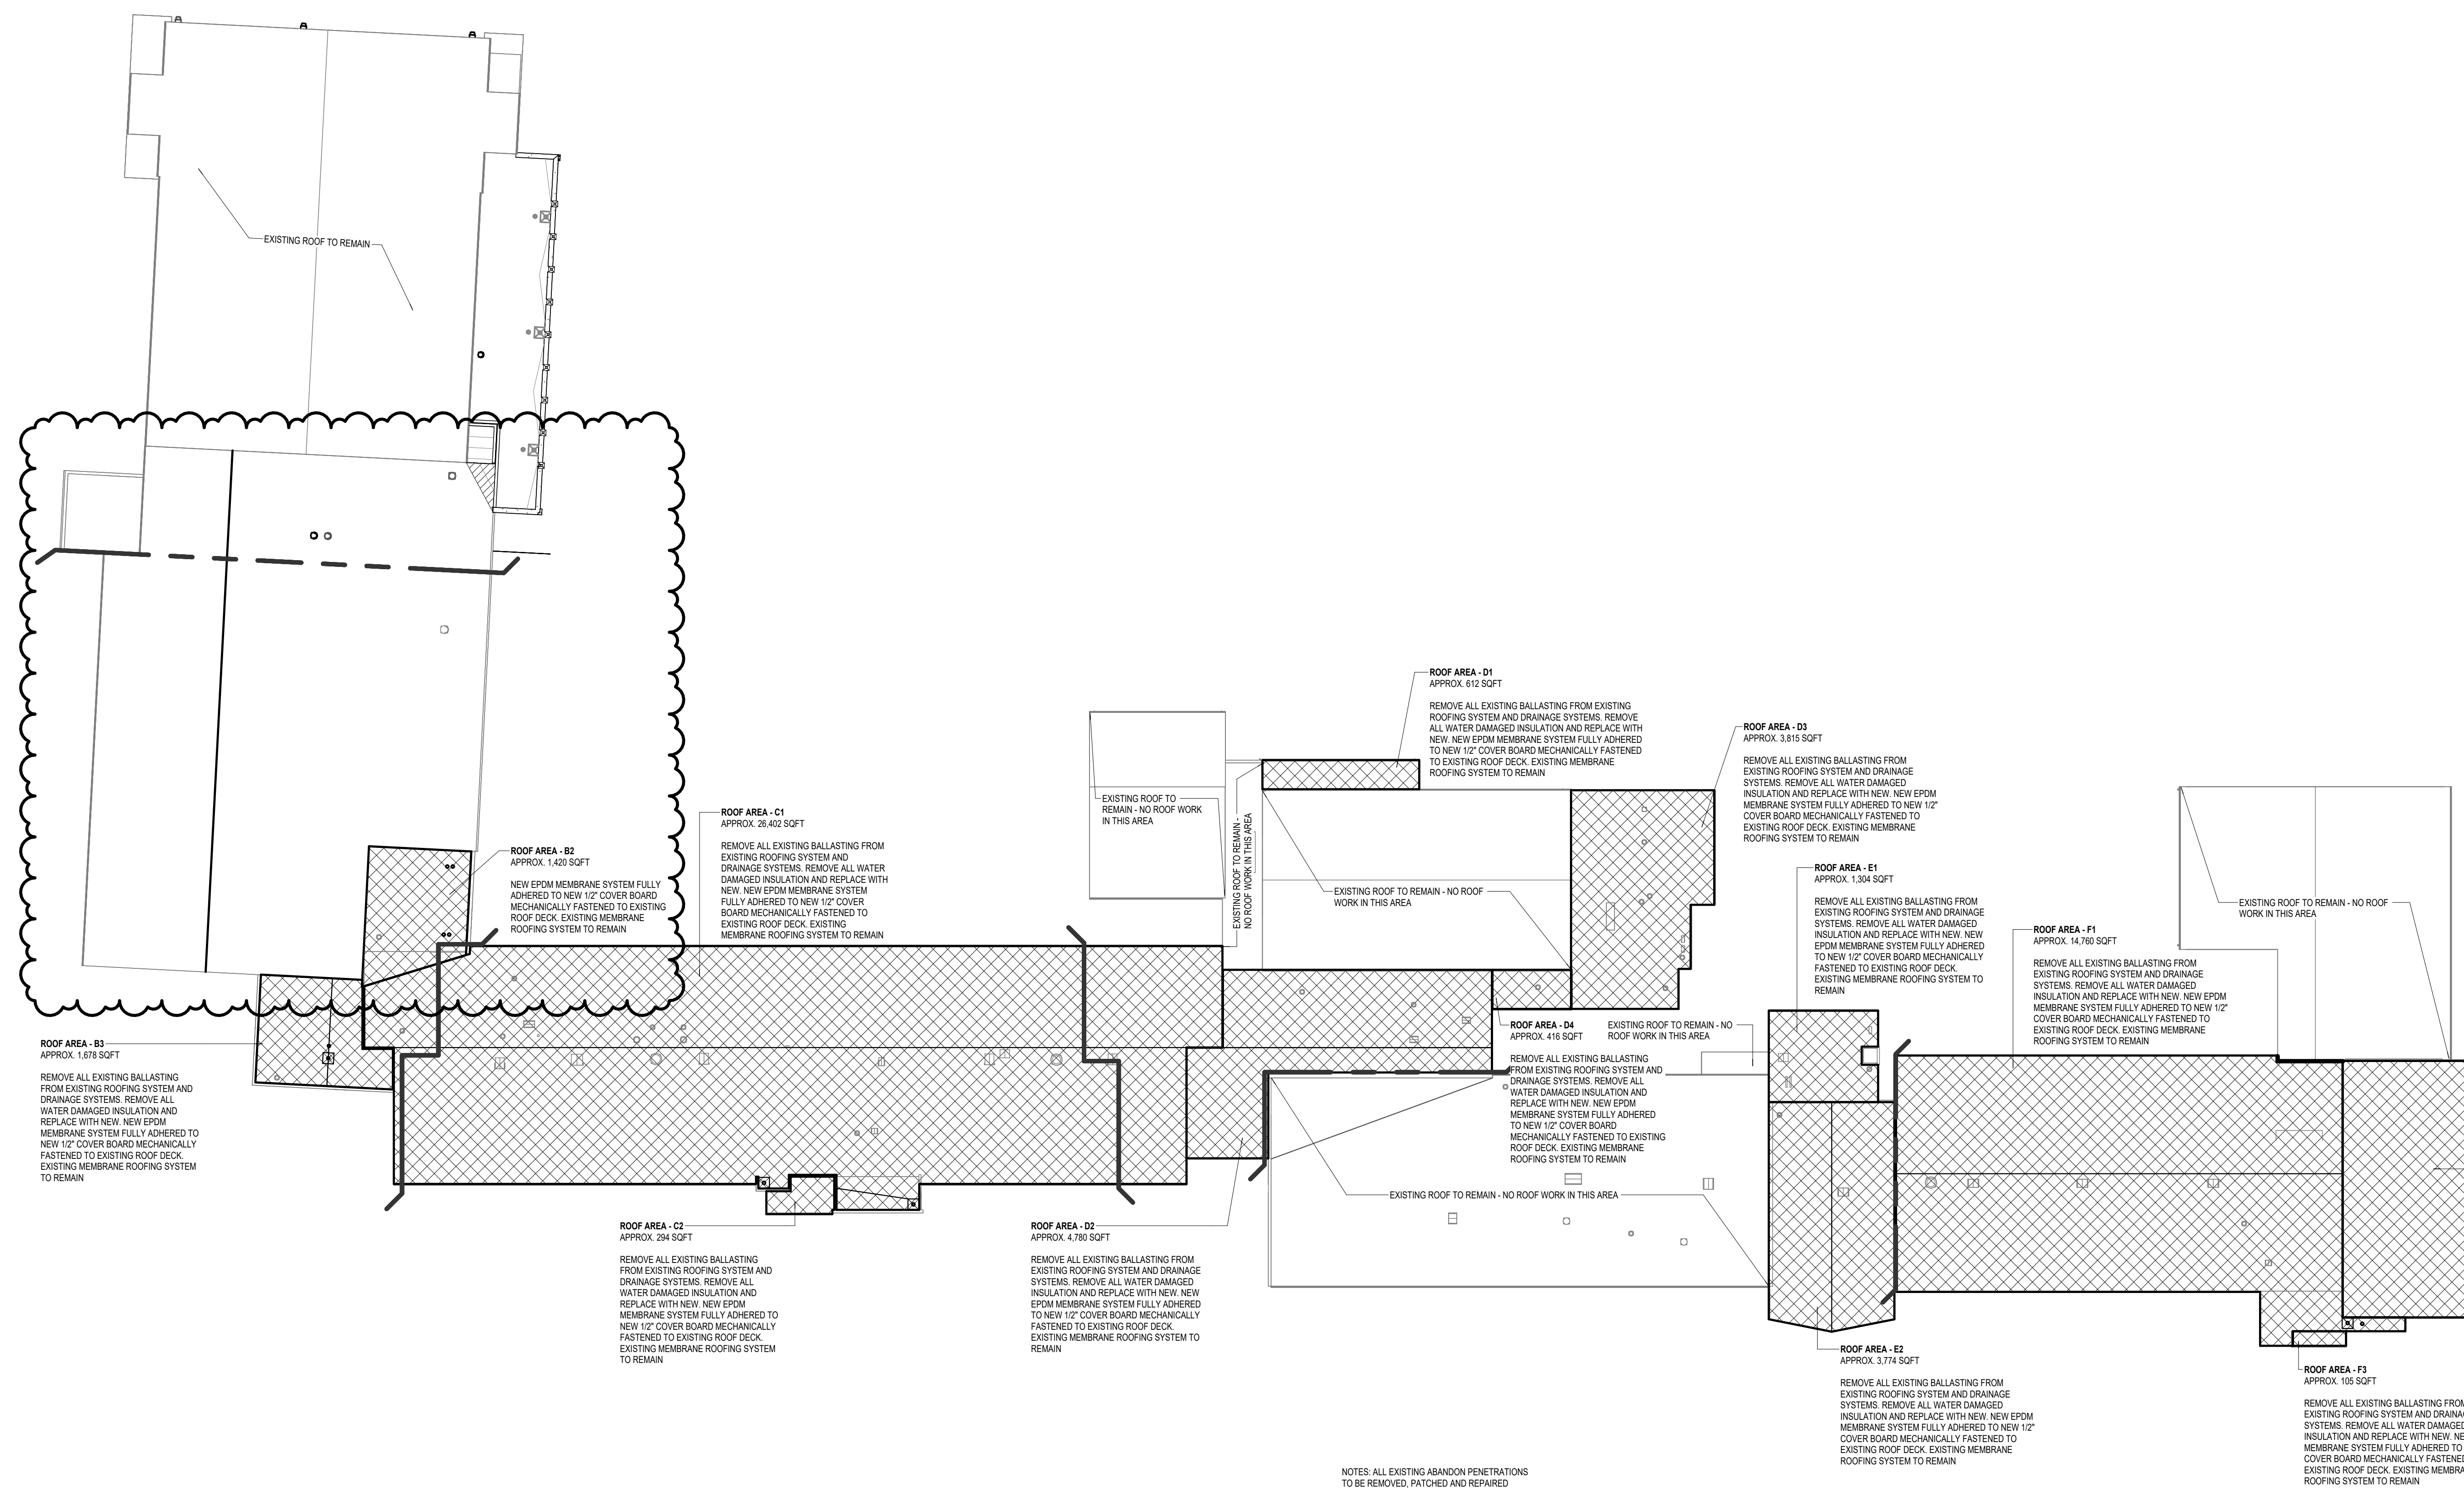 EXISTING ROOF TO REMAIN
ROOF AREA - D1
APPROX. 612 SQFT
REMOVE ALL EXISTING BALLASTING FROM EXISTING
ROOFING SYSTEM AND DRAINAGE SYSTEMS. REMOVE
ALL WATER DAMAGED INSULATION AND REPLACE WITH
NEW. NEW EPDM MEMBRANE SYSTEM FULLY ADHERED
TO NEW 1/2" COVER BOARD MECHANICALLY FASTENED
TO EXISTING ROOF DECK. EXISTING MEMBRANE
ROOFING SYSTEM TO REMAIN
ROOF AREA - D3
APPROX. 3,815 SQFT
REMOVE ALL EXISTING BALLASTING FROM
EXISTING ROOFING SYSTEM AND DRAINAGE
SYSTEMS. REMOVE ALL WATER DAMAGED
INSULATION AND REPLACE WITH NEW. NEW EPDM
MEMBRANE SYSTEM FULLY ADHERED TO NEW 1/2"
COVER BOARD MECHANICALLY FASTENED TO
EXISTING ROOF DECK. EXISTING MEMBRANE
ROOFING SYSTEM TO REMAIN
EXISTING ROOF TO
REMAIN - NO ROOF WORK
IN THIS AREA
EXISTING ROOF TO REMAIN -
NO ROOF WORK IN THIS AREA
ROOF AREA - C1
APPROX. 26,402 SQFT
REMOVE ALL EXISTING BALLASTING FROM
EXISTING ROOFING SYSTEM AND
DRAINAGE SYSTEMS. REMOVE ALL WATER
DAMAGED INSULATION AND REPLACE WITH
NEW. NEW EPDM MEMBRANE SYSTEM
FULLY ADHERED TO NEW 1/2" COVER
BOARD MECHANICALLY FASTENED TO
EXISTING ROOF DECK. EXISTING
MEMBRANE ROOFING SYSTEM TO REMAIN
ROOF AREA - B2
APPROX. 1,420 SQFT
NEW EPDM MEMBRANE SYSTEM FULLY
ADHERED TO NEW 1/2" COVER BOARD
MECHANICALLY FASTENED TO EXISTING
ROOF DECK. EXISTING MEMBRANE
ROOFING SYSTEM TO REMAIN
EXISTING ROOF TO REMAIN - NO ROOF
WORK IN THIS AREA
ROOF AREA - E1
APPROX. 1,304 SQFT
REMOVE ALL EXISTING BALLASTING FROM
EXISTING ROOFING SYSTEM AND DRAINAGE
SYSTEMS. REMOVE ALL WATER DAMAGED
INSULATION AND REPLACE WITH NEW. NEW
EPDM MEMBRANE SYSTEM FULLY ADHERED
TO NEW 1/2" COVER BOARD MECHANICALLY
FASTENED TO EXISTING ROOF DECK.
EXISTING MEMBRANE ROOFING SYSTEM TO
REMAIN
EXISTING ROOF TO REMAIN - NO ROOF
WORK IN THIS AREA
ROOF AREA - F1
APPROX. 14,760 SQFT
REMOVE ALL EXISTING BALLASTING FROM
EXISTING ROOFING SYSTEM AND DRAINAGE
SYSTEMS. REMOVE ALL WATER DAMAGED
INSULATION AND REPLACE WITH NEW. NEW EPDM
MEMBRANE SYSTEM FULLY ADHERED TO NEW 1/2"
COVER BOARD MECHANICALLY FASTENED TO
EXISTING ROOF DECK. EXISTING MEMBRANE
ROOFING SYSTEM TO REMAIN
ROOF AREA - B3
APPROX. 1,678 SQFT
REMOVE ALL EXISTING BALLASTING
FROM EXISTING ROOFING SYSTEM AND
DRAINAGE SYSTEMS. REMOVE ALL
WATER DAMAGED INSULATION AND
REPLACE WITH NEW. NEW EPDM
MEMBRANE SYSTEM FULLY ADHERED TO
NEW 1/2" COVER BOARD MECHANICALLY
FASTENED TO EXISTING ROOF DECK.
EXISTING MEMBRANE ROOFING SYSTEM
TO REMAIN
ROOF AREA - D4
APPROX. 416 SQFT
REMOVE ALL EXISTING BALLASTING
FROM EXISTING ROOFING SYSTEM AND
DRAINAGE SYSTEMS. REMOVE ALL
WATER DAMAGED INSULATION AND
REPLACE WITH NEW. NEW EPDM
MEMBRANE SYSTEM FULLY ADHERED
TO NEW 1/2" COVER BOARD
MECHANICALLY FASTENED TO EXISTING
ROOF DECK. EXISTING MEMBRANE
ROOFING SYSTEM TO REMAIN
EXISTING ROOF TO REMAIN - NO
ROOF WORK IN THIS AREA
EXISTING ROOF TO REMAIN - NO ROOF WORK IN THIS AREA
ROOF AREA - C2
APPROX. 294 SQFT
REMOVE ALL EXISTING BALLASTING
FROM EXISTING ROOFING SYSTEM AND
DRAINAGE SYSTEMS. REMOVE ALL
WATER DAMAGED INSULATION AND
REPLACE WITH NEW. NEW EPDM
MEMBRANE SYSTEM FULLY ADHERED TO
NEW 1/2" COVER BOARD MECHANICALLY
FASTENED TO EXISTING ROOF DECK.
EXISTING MEMBRANE ROOFING SYSTEM
TO REMAIN
ROOF AREA - D2
APPROX. 4,780 SQFT
REMOVE ALL EXISTING BALLASTING FROM
EXISTING ROOFING SYSTEM AND DRAINAGE
SYSTEMS. REMOVE ALL WATER DAMAGED
INSULATION AND REPLACE WITH NEW. NEW
EPDM MEMBRANE SYSTEM FULLY ADHERED
TO NEW 1/2" COVER BOARD MECHANICALLY
FASTENED TO EXISTING ROOF DECK.
EXISTING MEMBRANE ROOFING SYSTEM TO
REMAIN
ROOF AREA - E2
APPROX. 3,774 SQFT
REMOVE ALL EXISTING BALLASTING FROM
EXISTING ROOFING SYSTEM AND DRAINAGE
SYSTEMS. REMOVE ALL WATER DAMAGED
INSULATION AND REPLACE WITH NEW. NEW EPDM
MEMBRANE SYSTEM FULLY ADHERED TO NEW 1/2"
COVER BOARD MECHANICALLY FASTENED TO
EXISTING ROOF DECK. EXISTING MEMBRANE
ROOFING SYSTEM TO REMAIN
ROOF AREA - F3
APPROX. 105 SQFT
REMOVE ALL EXISTING BALLASTING FROM
EXISTING ROOFING SYSTEM AND
SYSTEMS. REMOVE ALL WATER
INSULATION AND REPLACE WITH NEW.
MEMBRANE SYSTEM FULLY ADHERED TO
COVER BOARD MECHANICALLY
EXISTING ROOF DECK. EXISTING
ROOFING SYSTEM TO REMAIN
NOTES: ALL EXISTING ABANDON PENETRATIONS
TO BE REMOVED, PATCHED AND REPAIRED